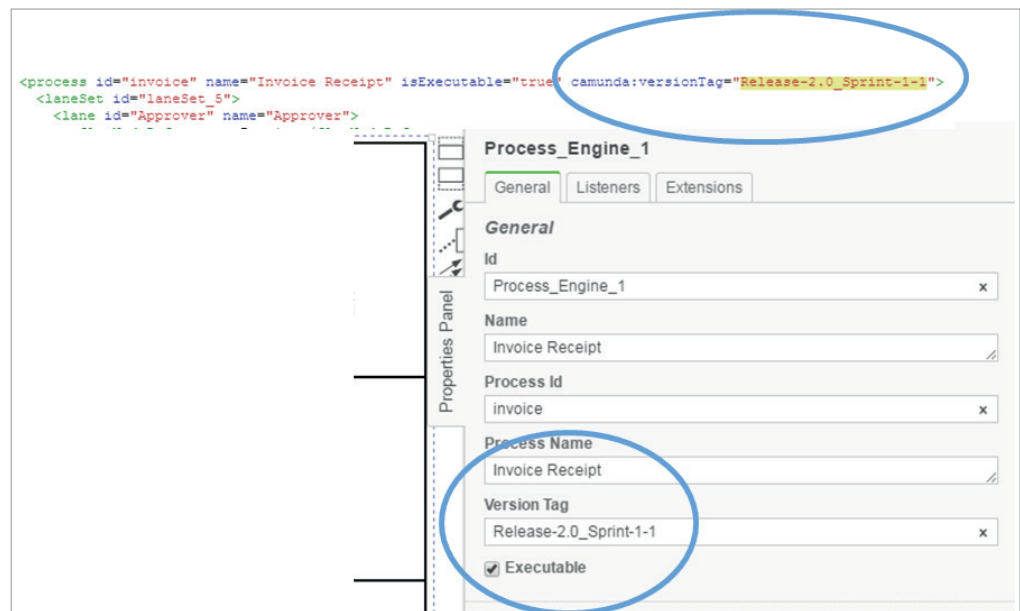 <process id="invoice" name="Invoice Receipt" isExecutable="true" camunda:versionTag="Release-2.0_Sprint-1-1">
<laneSet id="laneSet_5">
<lane id="Approver" name="Approver">
Process_Engine_1
General Listeners Extensions
General
Id
Process_Engine_1 x
Name
Invoice Receipt
Process Id
invoice x
Process Name
Invoice Receipt
Version Tag
Release-2.0_Sprint-1-1 x
Executable
Properties Panel